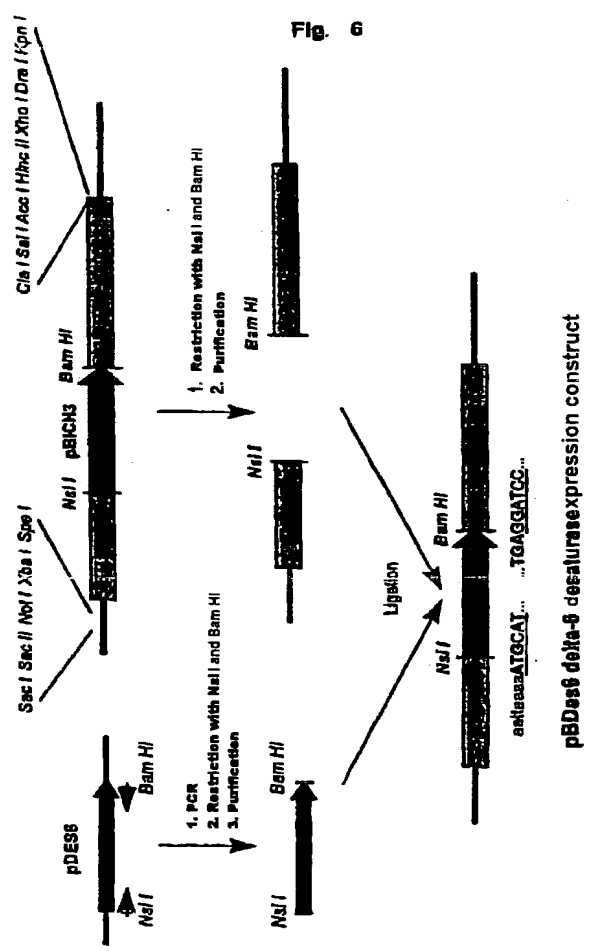 Fig. 6
Sac I Sac II Not I Xba I Spe I
Cla I Sal I Acc I Hinc II Xho I Dra I Kpn I
pDES6
Nsi I
Bam HI
Nsi I
pBICH3
Bam HI
1. PCR
2. Restriction with Nsi I and Bam HI
3. Purification
1. Restriction with Nsi I and Bam HI
2. Purification
Nsi I
Bam HI
Nsi I
Bam HI
Ligation
Nsi I
Bam HI
aattaaaaATGCAT...
...TGAGGATCC...
pBDes6 delta-6 desaturasexpression construct